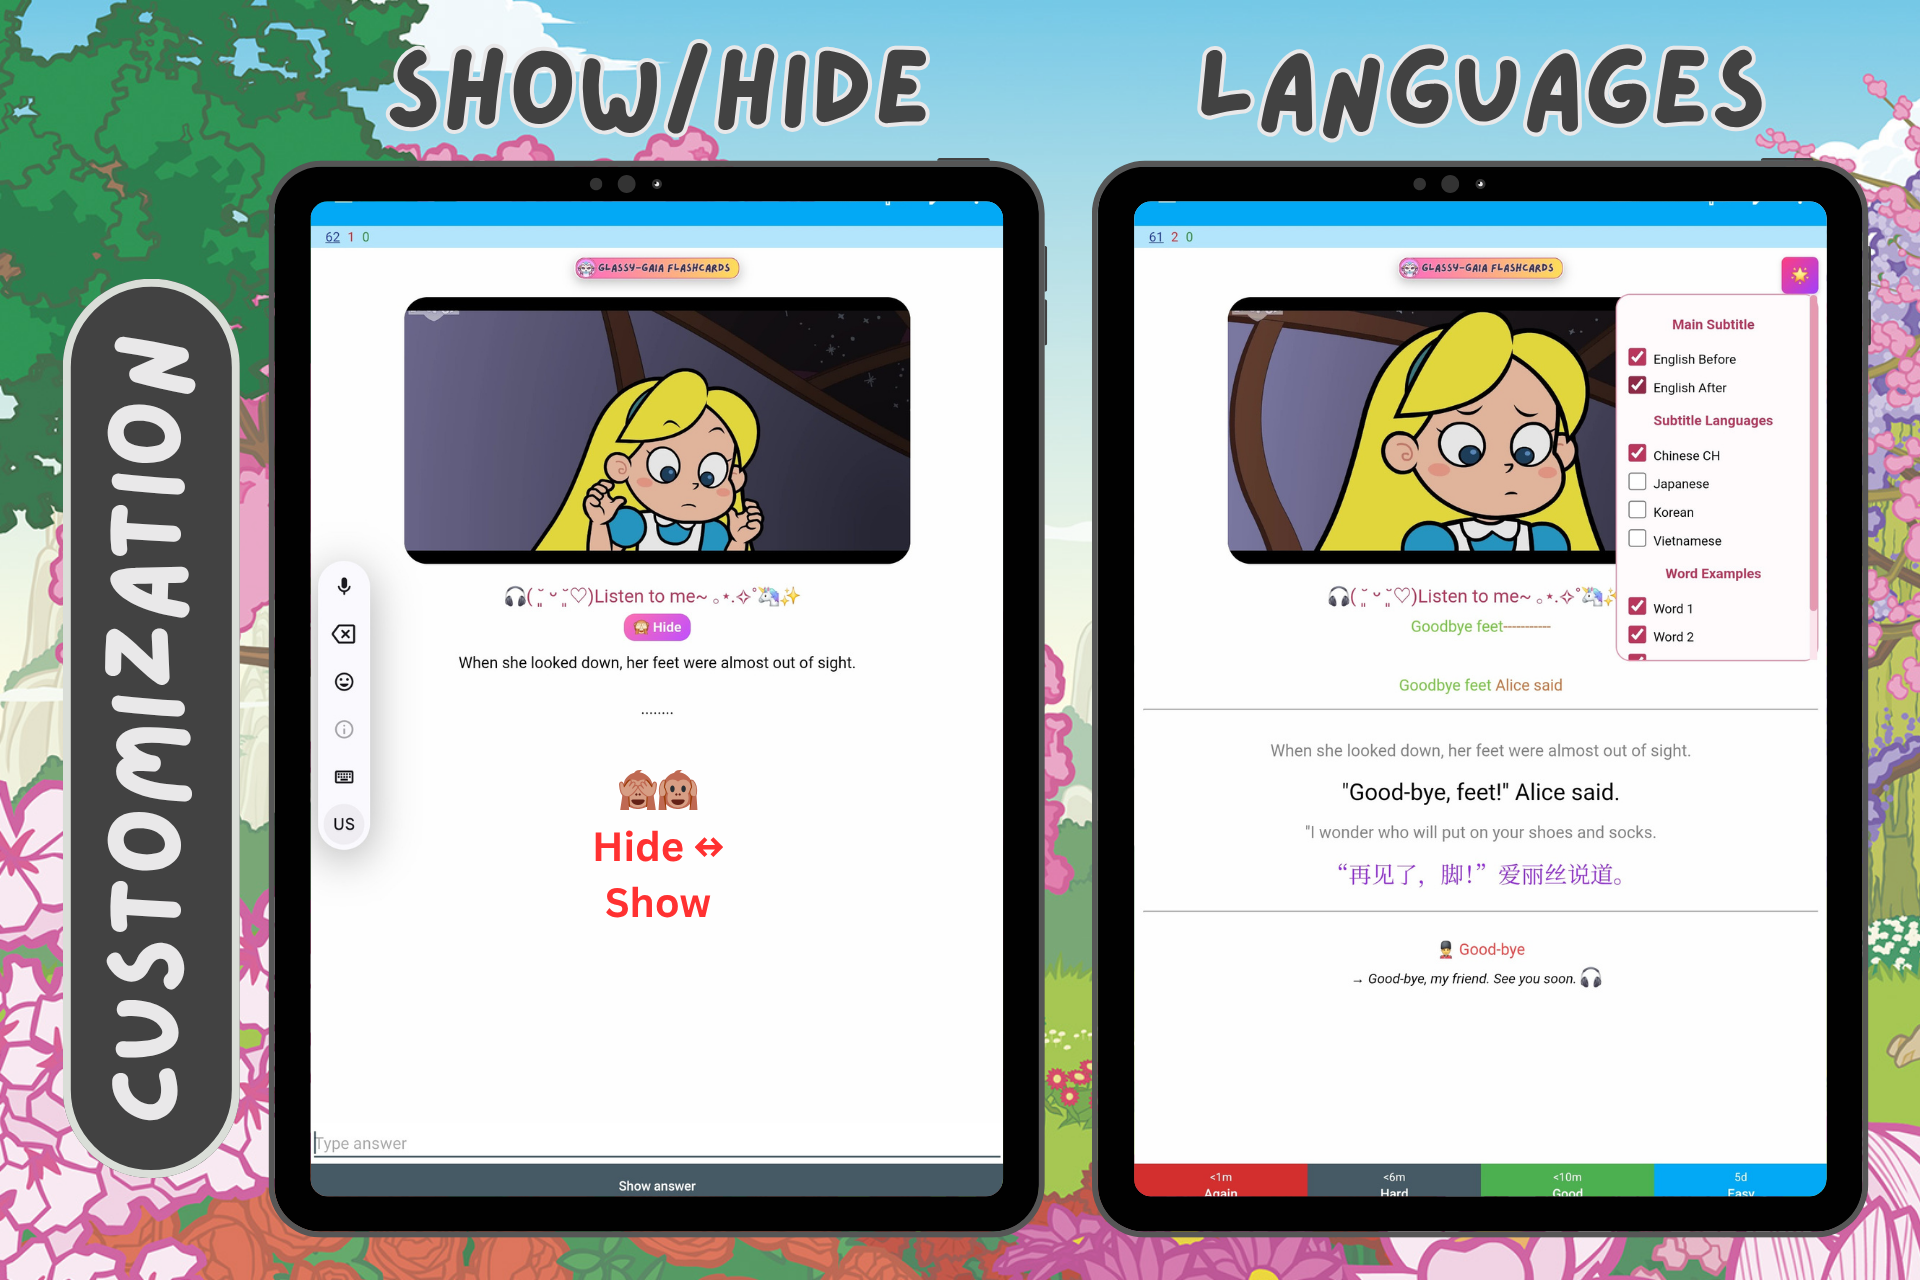 SHOW/HIDE
LANGUAGES
CUSTOMIZATION
62 1 0
GLASSY-GAIA FLASHCARDS
🎧( ˘͈ ᵕ ˘͈♡)Listen to me~ ｡⋆.✧˚🦄✨
🙈 Hide
When she looked down, her feet were almost out of sight.
........
🙈🙉
Hide ↔
Show
US
Type answer
Show answer
61 2 0
GLASSY-GAIA FLASHCARDS
Main Subtitle
English Before
English After
Subtitle Languages
Chinese CH
Japanese
Korean
Vietnamese
Word Examples
Word 1
Word 2
🎧( ˘͈ ᵕ ˘͈♡)Listen to me~ ｡⋆.✧˚🦄✨
Goodbye feet-----------
Goodbye feet Alice said
When she looked down, her feet were almost out of sight.
"Good-bye, feet!" Alice said.
"I wonder who will put on your shoes and socks.
“再见了，脚！”爱丽丝说道。
💂 Good-bye
→ Good-bye, my friend. See you soon. 🎧
<1m <6m <10m 5d
Again Hard Good Easy